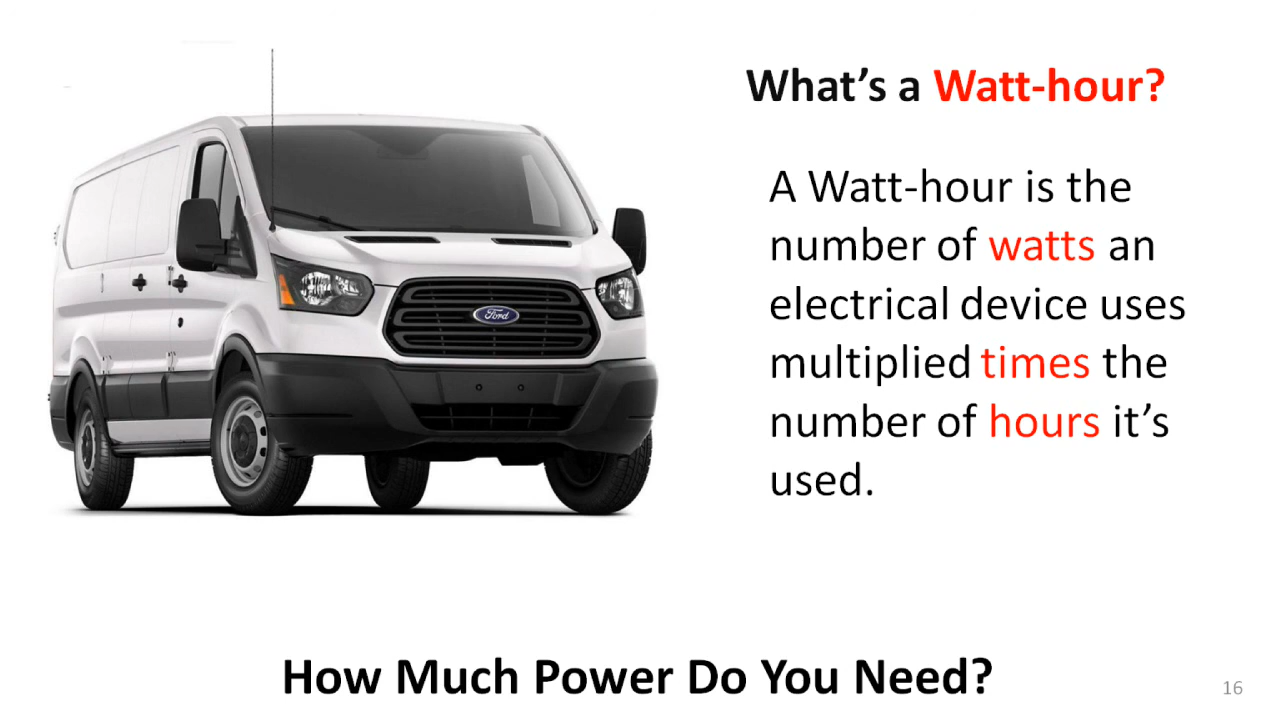 What's a Watt-hour?
A Watt-hour is the
number of watts an
electrical device uses
multiplied times the
number of hours it's
used.
Ford
How Much Power Do You Need?
16